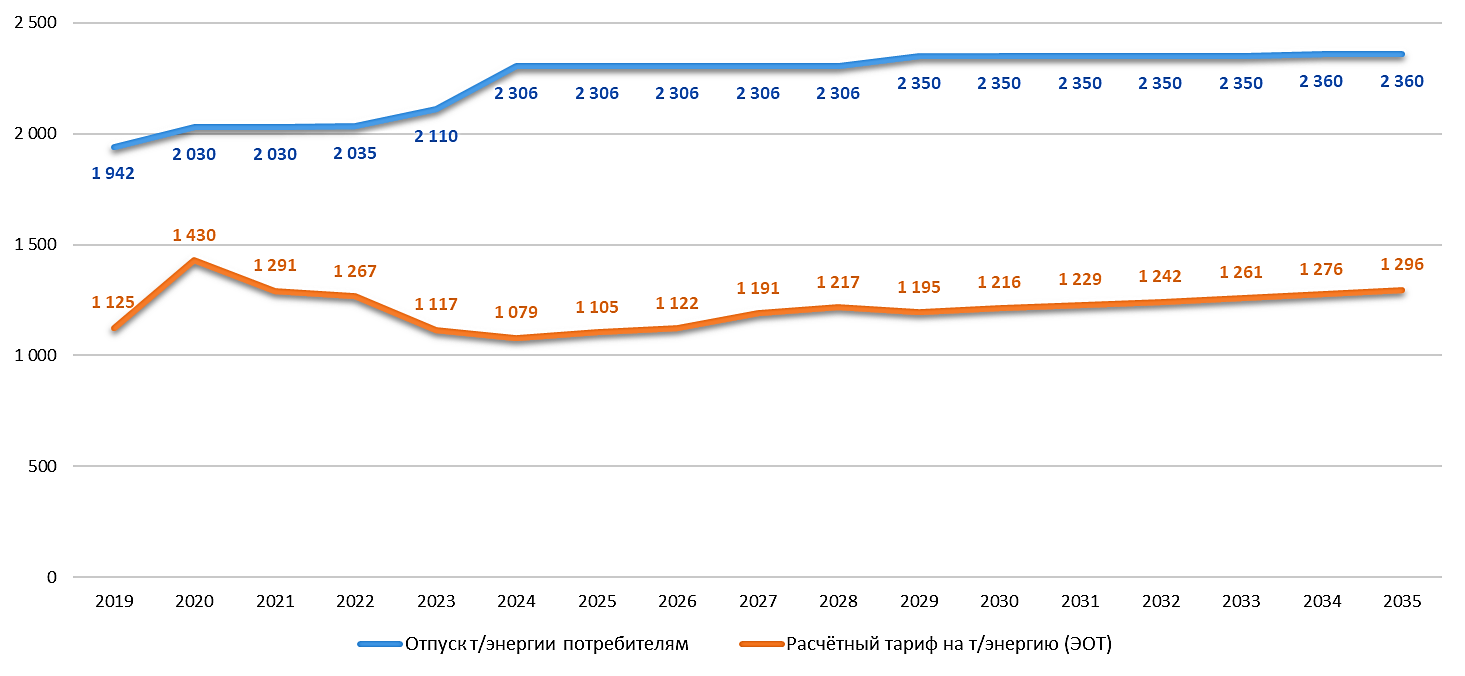 2 500
2 000
1 500
1 000
500
0
1 942 2 030 2 030 2 035 2 110 2 306 2 306 2 306 2 306 2 306 2 350 2 350 2 350 2 350 2 350 2 360 2 360
1 125 1 430 1 291 1 267 1 117 1 079 1 105 1 122 1 191 1 217 1 195 1 216 1 229 1 242 1 261 1 276 1 296
2019 2020 2021 2022 2023 2024 2025 2026 2027 2028 2029 2030 2031 2032 2033 2034 2035
Отпуск т/энергии потребителям Расчётный тариф на т/энергию (ЭОТ)